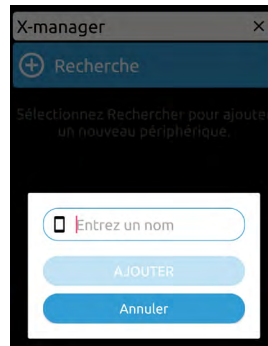 X-manager ×
Recherche
Sélectionnez Rechercher pour ajouter
un nouveau périphérique.
Entrez un nom
AJOUTER
Annuler